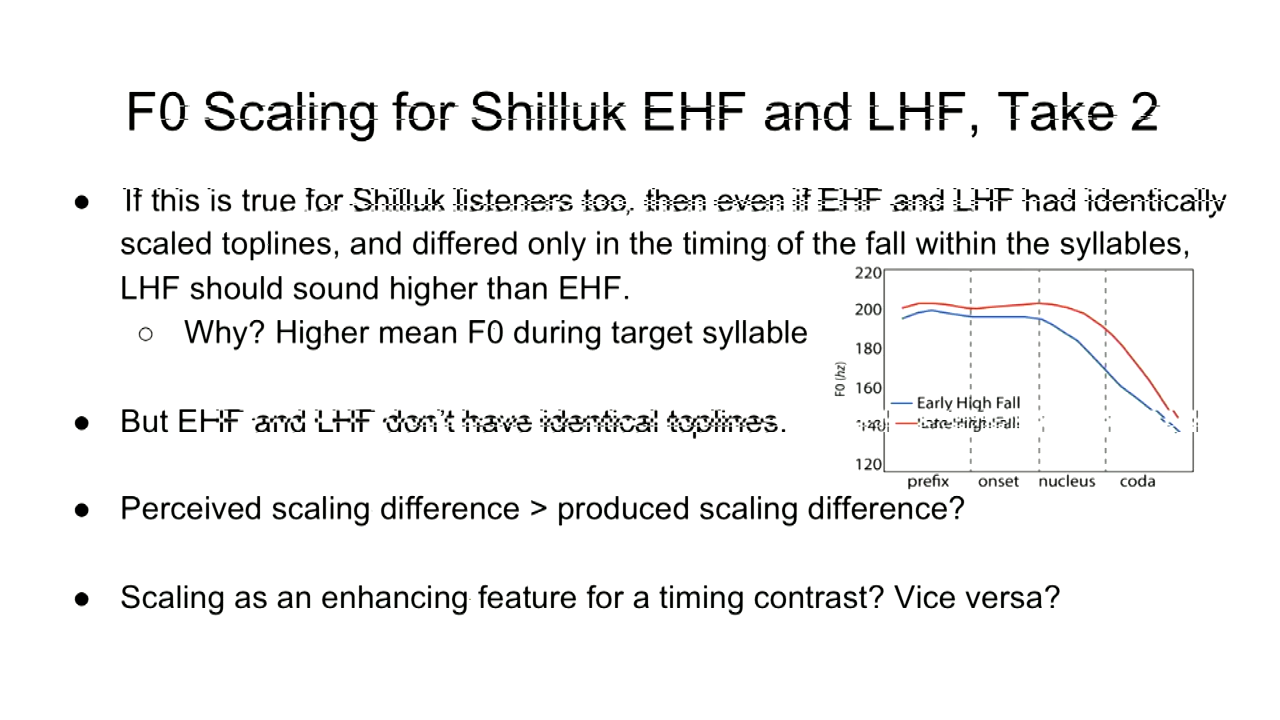 F0 Scaling for Shilluk EHF and LHF, Take 2
● If this is true for Shilluk listeners too, then even if EHF and LHF had identically
scaled toplines, and differed only in the timing of the fall within the syllables,
LHF should sound higher than EHF.
○ Why? Higher mean F0 during target syllable
● But EHF and LHF don't have identical toplines.
● Perceived scaling difference > produced scaling difference?
● Scaling as an enhancing feature for a timing contrast? Vice versa?
220
200
180
160
140
120
F0 (hz)
Early High Fall
Late High Fall
prefix onset nucleus coda